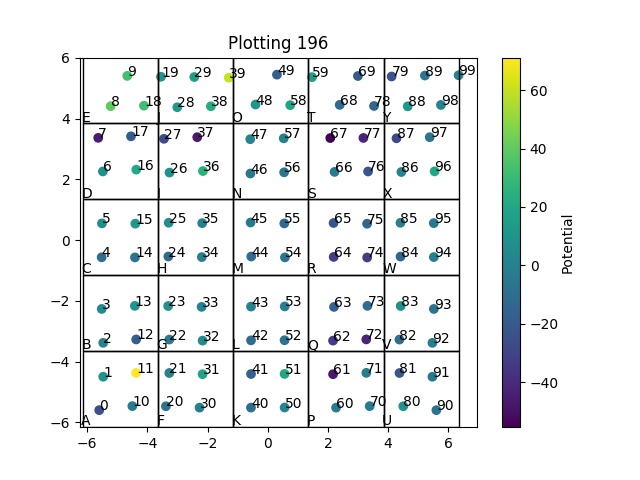 Plotting 196
6 9 19 29 39 49 59 69 79 89 99 60
8 18 28 38 48 58 68 78 88 98
4 E J O T Y 40
7 17 27 37 47 57 67 77 87 97
6 16 26 36 46 56 66 76 86 96
2 D I N S X 20
5 15 25 35 45 55 65 75 85 95
0 0
4 14 24 34 44 54 64 74 84 94
C H M R W
−2 3 13 23 33 43 53 63 73 83 93 −20
2 12 22 32 42 52 62 72 82 92
B G L Q V
−4 1 11 21 31 41 51 61 71 81 91 −40
0 10 20 30 40 50 60 70 80 90
−6 A F K P U
−6 −4 −2 0 2 4 6
Potential